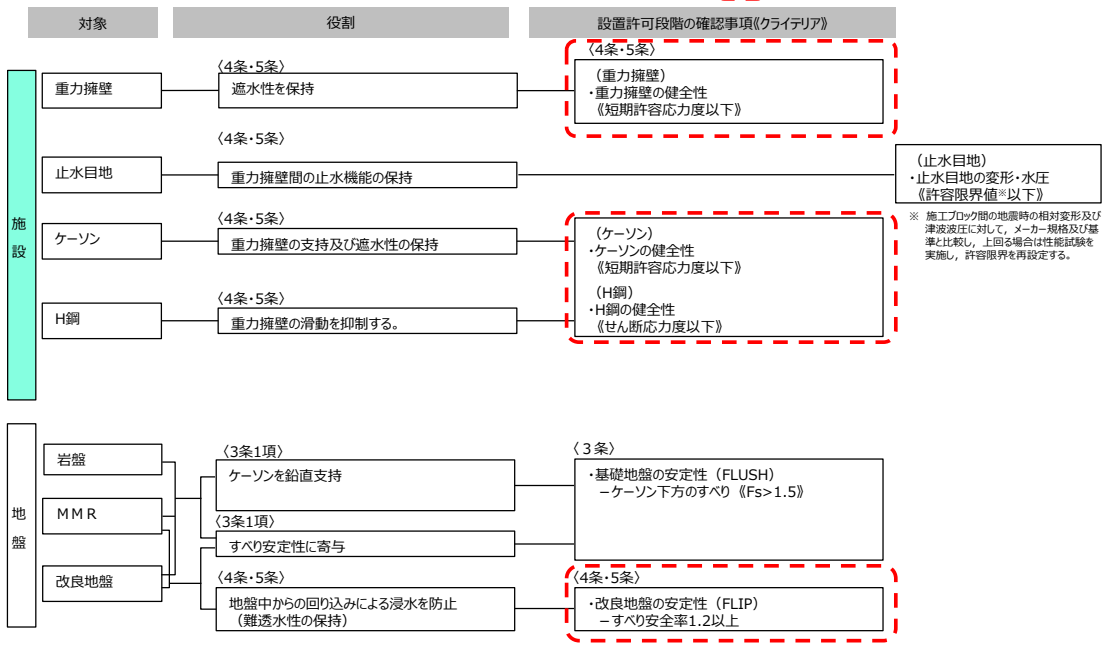 対象
役割
設置許可段階の確認事項《クライテリア》
施設
重力擁壁
〈4条・5条〉
遮水性を保持
〈4条・5条〉
（重力擁壁）
・重力擁壁の健全性
《短期許容応力度以下》
止水目地
〈4条・5条〉
重力擁壁間の止水機能の保持
（止水目地）
・止水目地の変形・水圧
《許容限界値※以下》
※ 施工ブロック間の地震時の相対変形及び
津波波圧に対して，メーカー規格及び基
準と比較し，上回る場合は性能試験を
実施し，許容限界を再設定する。
ケーソン
〈4条・5条〉
重力擁壁の支持及び遮水性の保持
（ケーソン）
・ケーソンの健全性
《短期許容応力度以下》
H鋼
〈4条・5条〉
重力擁壁の滑動を抑制する。
（H鋼）
・H鋼の健全性
《せん断応力度以下》
地盤
岩盤
ＭＭＲ
改良地盤
〈3条1項〉
ケーソンを鉛直支持
〈3条1項〉
すべり安定性に寄与
〈３条〉
・基礎地盤の安定性（FLUSH）
－ケーソン下方のすべり《Fs>1.5》
〈4条・5条〉
地盤中からの回り込みによる浸水を防止
（難透水性の保持）
〈4条・5条〉
・改良地盤の安定性（FLIP）
－すべり安全率1.2以上